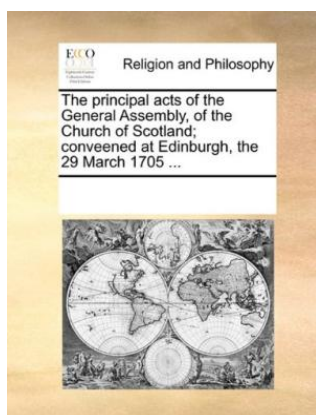 ECCO
Religion and Philosophy
The principal acts of the
General Assembly, of the
Church of Scotland;
conveened at Edinburgh, the
29 March 1705 ...